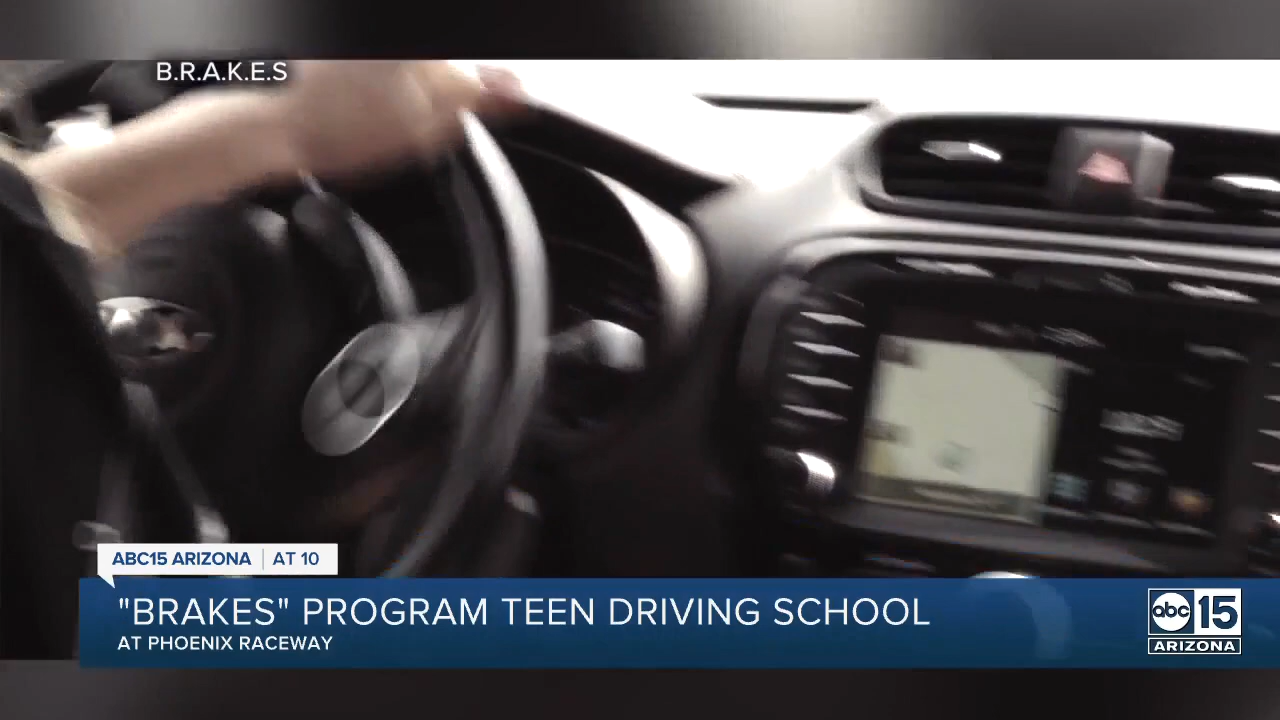 B.R.A.K.E.S
ABC15 ARIZONA | AT 10
"BRAKES" PROGRAM TEEN DRIVING SCHOOL
AT PHOENIX RACEWAY
abc 15
ARIZONA